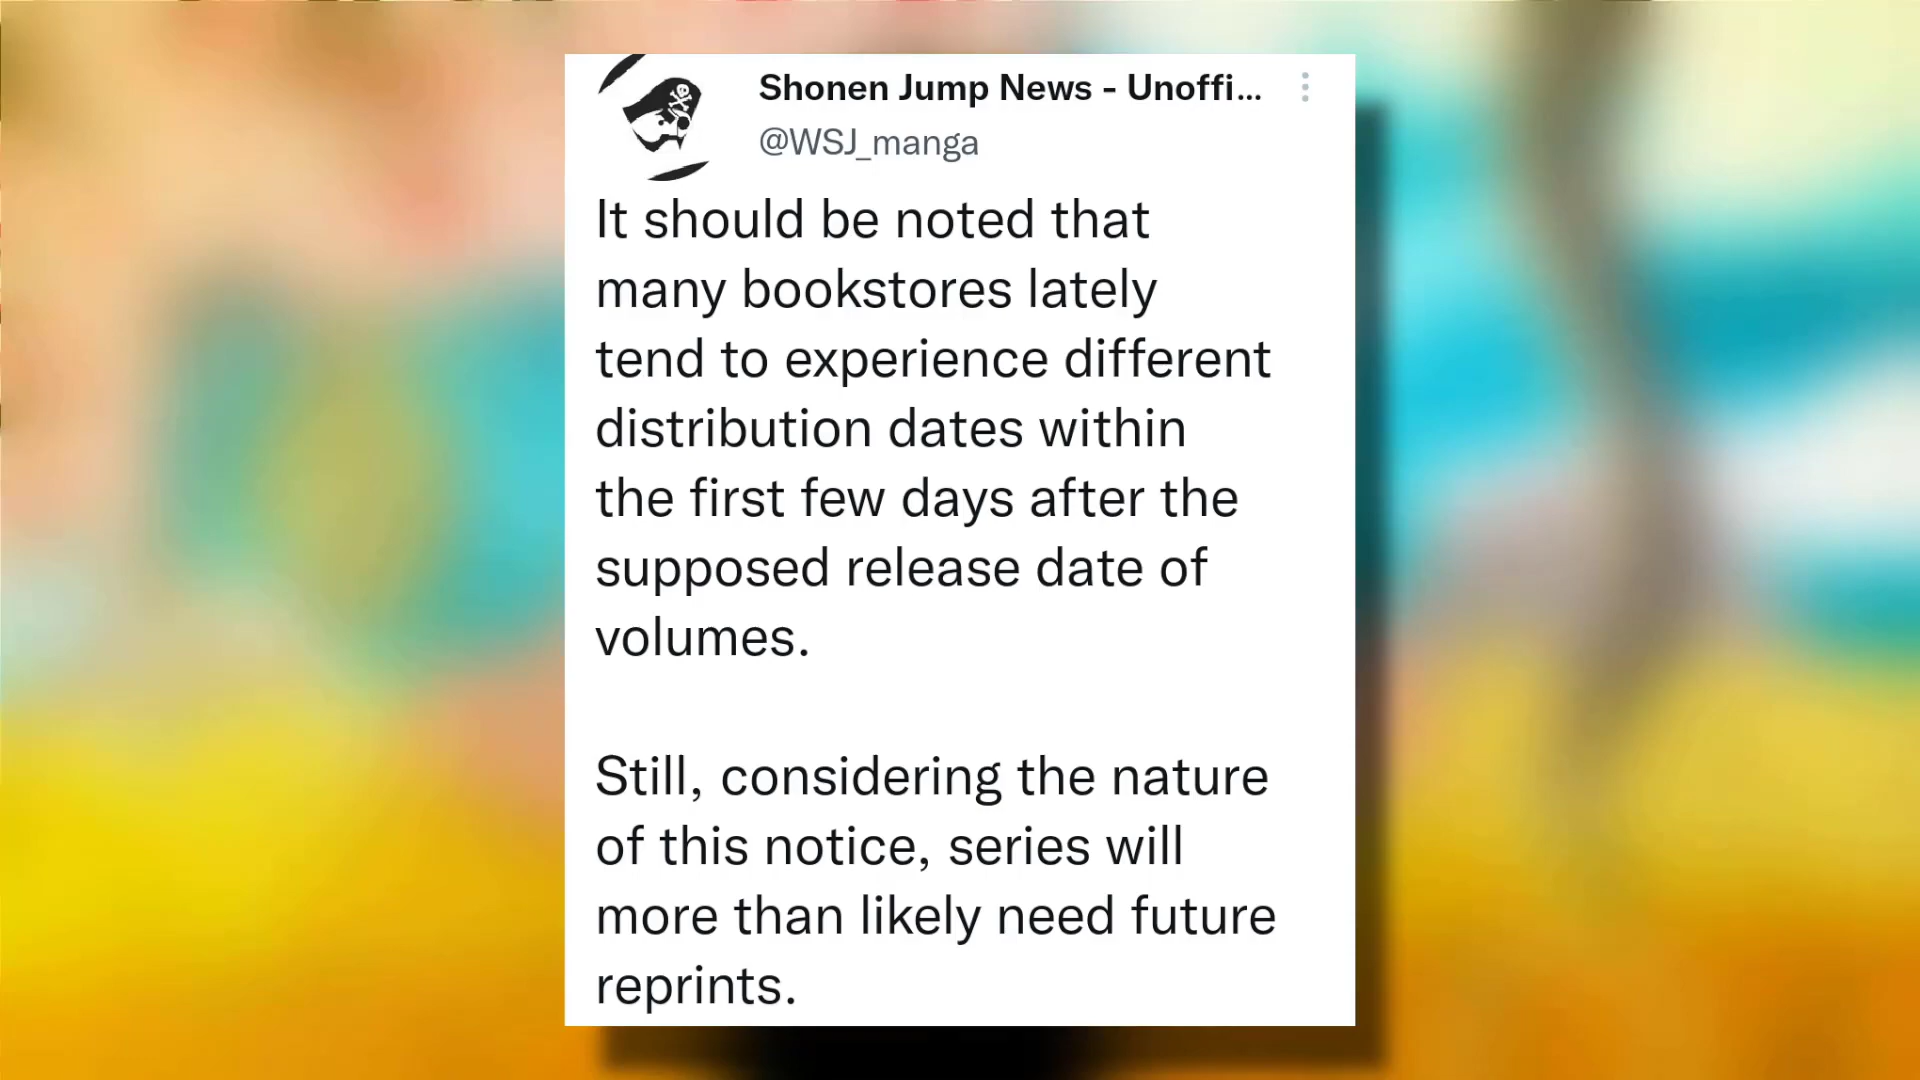 Shonen Jump News - Unoffi...
@WSJ_manga
It should be noted that
many bookstores lately
tend to experience different
distribution dates within
the first few days after the
supposed release date of
volumes.
Still, considering the nature
of this notice, series will
more than likely need future
reprints.